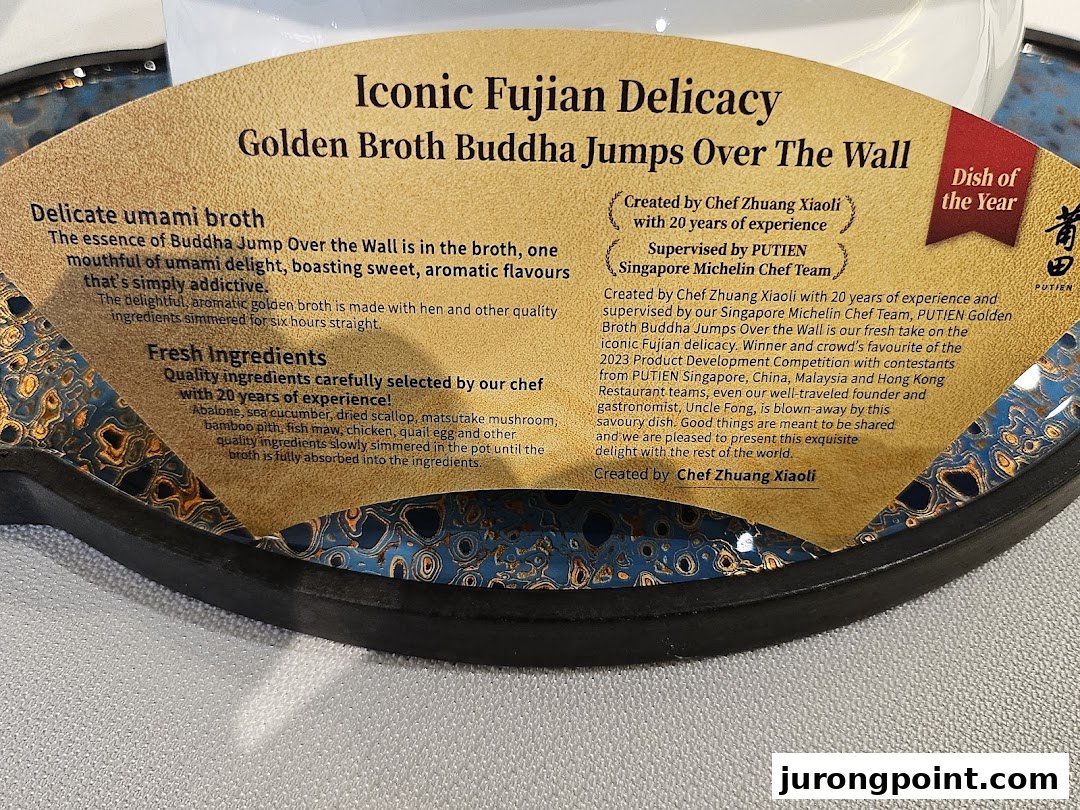 Iconic Fujian Delicacy
Golden Broth Buddha Jumps Over The Wall
Dish of
the Year
莆田
PUTIEN
Delicate umami broth
The essence of Buddha Jump Over the Wall is in the broth, one
mouthful of umami delight, boasting sweet, aromatic flavours
that's simply addictive.
The delightful, aromatic golden broth is made with hen and other quality
ingredients simmered for six hours straight.
Fresh Ingredients
Quality ingredients carefully selected by our chef
with 20 years of experience!
Abalone, sea cucumber, dried scallop, matsutake mushroom,
bamboo pith, fish maw, chicken, quail egg and other
quality ingredients slowly simmered in the pot until the
broth is fully absorbed into the ingredients.
Created by Chef Zhuang Xiaoli
with 20 years of experience
Supervised by PUTIEN
Singapore Michelin Chef Team
Created by Chef Zhuang Xiaoli with 20 years of experience and
supervised by our Singapore Michelin Chef Team, PUTIEN Golden
Broth Buddha Jumps Over the Wall is our fresh take on the
iconic Fujian delicacy. Winner and crowd's favourite of the
2023 Product Development Competition with contestants
from PUTIEN Singapore, China, Malaysia and Hong Kong
Restaurant teams, even our well-traveled founder and
gastronomist, Uncle Fong, is blown-away by this
savoury dish. Good things are meant to be shared
and we are pleased to present this exquisite
delight with the rest of the world.
Created by Chef Zhuang Xiaoli
jurongpoint.com